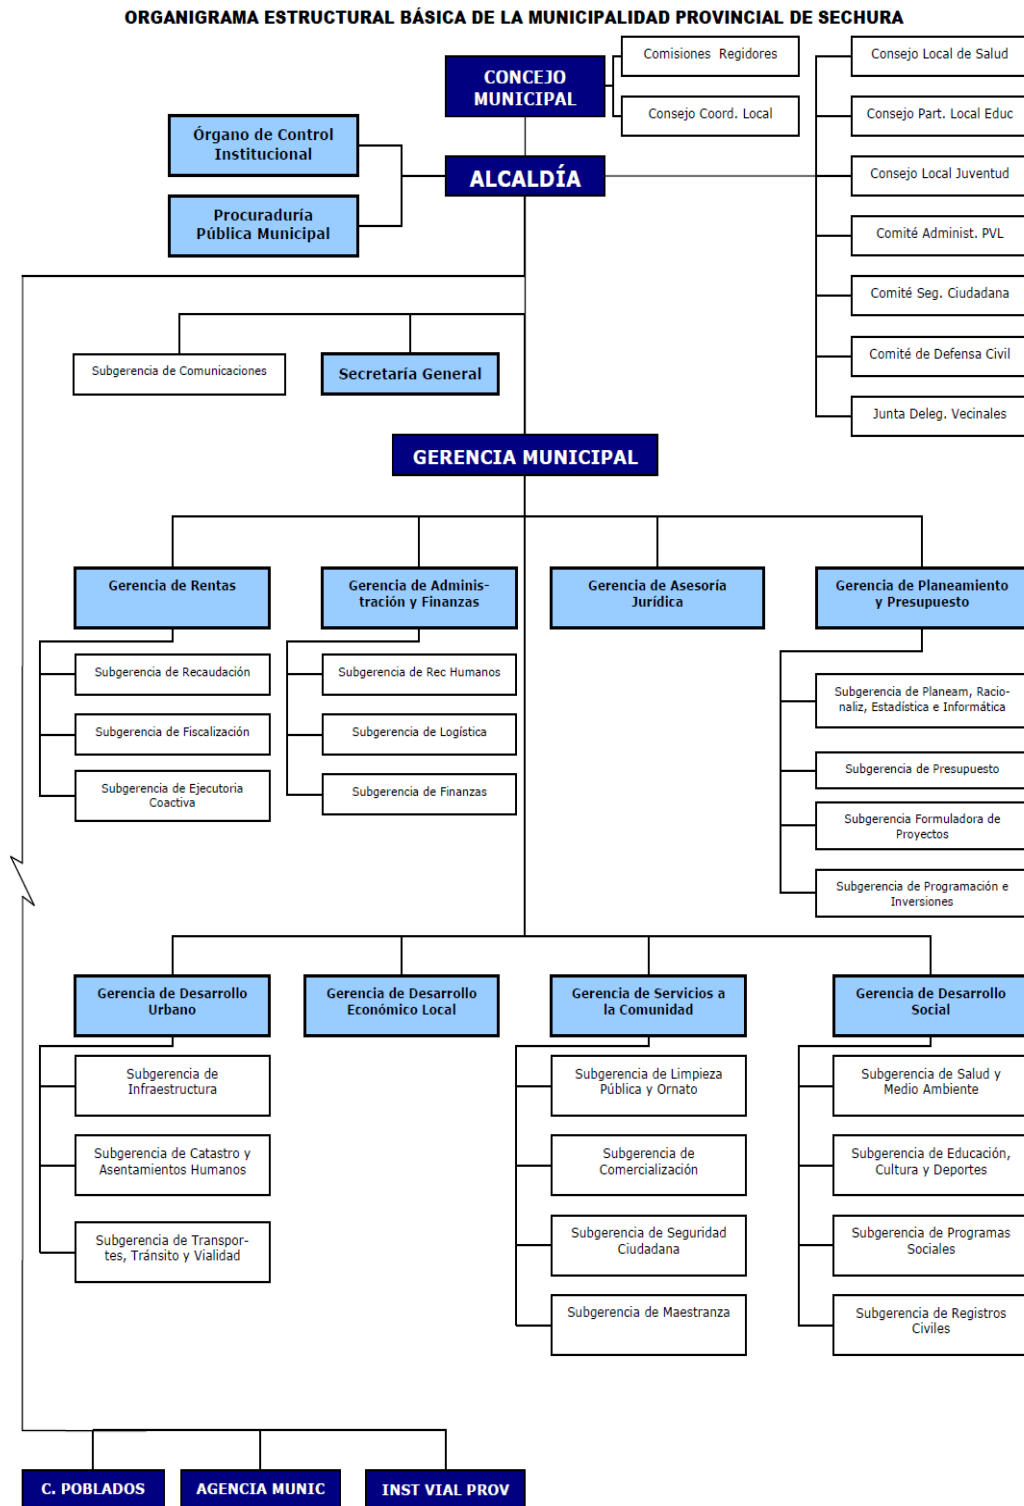 ORGANIGRAMA ESTRUCTURAL BÁSICA DE LA MUNICIPALIDAD PROVINCIAL DE SECHURA
CONCEJO
MUNICIPAL
Comisiones Regidores
Consejo Coord. Local
Consejo Local de Salud
Consejo Part. Local Educ
Consejo Local Juventud
Comité Administ. PVL
Comité Seg. Ciudadana
Comité de Defensa Civil
Junta Deleg. Vecinales
Órgano de Control
Institucional
Procuraduría
Pública Municipal
ALCALDÍA
Subgerencia de Comunicaciones
Secretaría General
GERENCIA MUNICIPAL
Gerencia de Rentas
Subgerencia de Recaudación
Subgerencia de Fiscalización
Subgerencia de Ejecutoria
Coactiva
Gerencia de Adminis-
tración y Finanzas
Subgerencia de Rec Humanos
Subgerencia de Logística
Subgerencia de Finanzas
Gerencia de Asesoría
Jurídica
Gerencia de Planeamiento
y Presupuesto
Subgerencia de Planeam, Racio-
naliz, Estadística e Informática
Subgerencia de Presupuesto
Subgerencia Formuladora de
Proyectos
Subgerencia de Programación e
Inversiones
Gerencia de Desarrollo
Urbano
Subgerencia de
Infraestructura
Subgerencia de Catastro y
Asentamientos Humanos
Subgerencia de Transpor-
tes, Tránsito y Vialidad
Gerencia de Desarrollo
Económico Local
Gerencia de Servicios a
la Comunidad
Subgerencia de Limpieza
Pública y Ornato
Subgerencia de
Comercialización
Subgerencia de Seguridad
Ciudadana
Subgerencia de Maestranza
Gerencia de Desarrollo
Social
Subgerencia de Salud y
Medio Ambiente
Subgerencia de Educación,
Cultura y Deportes
Subgerencia de Programas
Sociales
Subgerencia de Registros
Civiles
C. POBLADOS
AGENCIA MUNIC
INST VIAL PROV